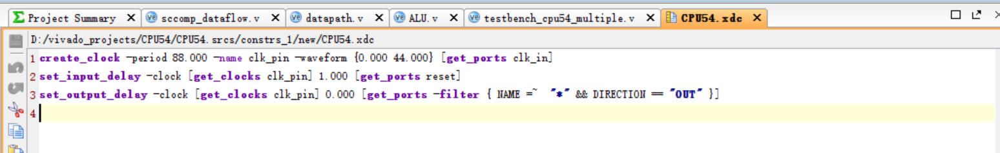 Project Summary × sccomp_dataflow.v × datapath.v × ALU.v × testbench_cpu54_multiple.v × CPU54.xdc ×
D:/vivado_projects/CPU54/CPU54.srcs/constrs_1/new/CPU54.xdc
1 create_clock -period 88.000 -name clk_pin -waveform {0.000 44.000} [get_ports clk_in]
2 set_input_delay -clock [get_clocks clk_pin] 1.000 [get_ports reset]
3 set_output_delay -clock [get_clocks clk_pin] 0.000 [get_ports -filter { NAME =~ "*" && DIRECTION == "OUT" }]
4